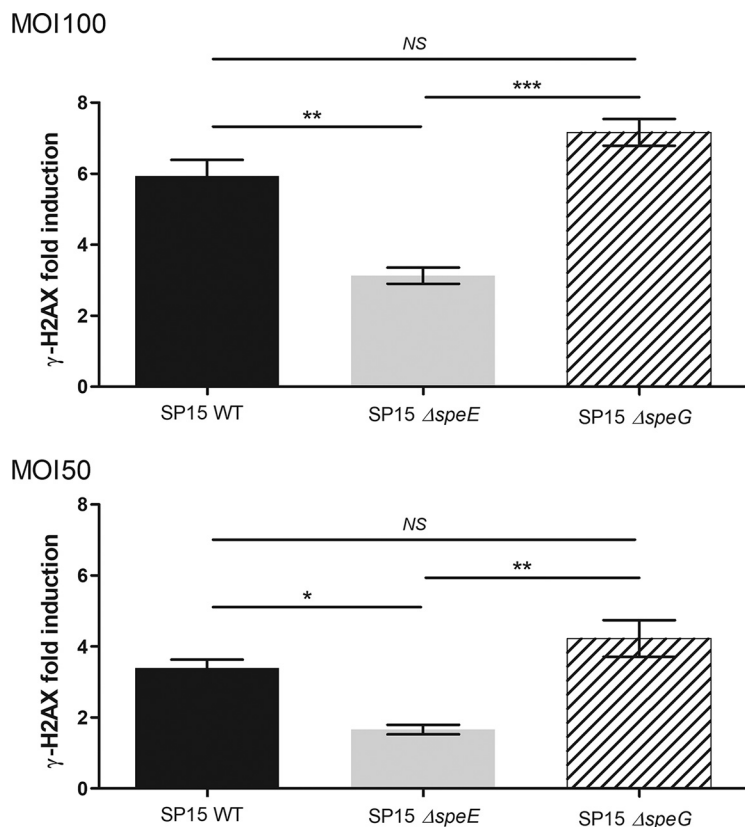 MOI100
NS
**
***
γ-H2AX fold induction
8
6
4
2
0
SP15 WT
SP15 ΔspeE
SP15 ΔspeG
MOI50
NS
*
**
γ-H2AX fold induction
8
6
4
2
0
SP15 WT
SP15 ΔspeE
SP15 ΔspeG